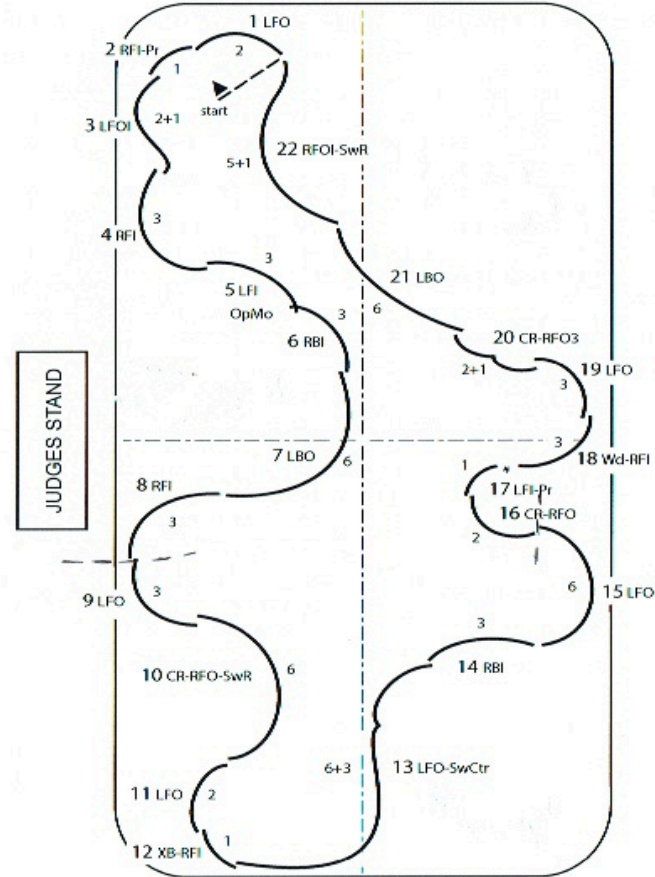 1 LFO
2
2 RFI-Pr
1
start
3 LFOI
2+1
22 RFOI-SwR
5+1
4 RFI
3
3
5 LFI
OpMo
21 LBO
6
3
6 RBI
20 CR-RFO3
2+1
19 LFO
3
JUDGES STAND
7 LBO
6
3
18 Wd-RFI
1
17 LFI-Pr
16 CR-RFO
2
8 RFI
3
9 LFO
3
6
15 LFO
3
14 RBI
10 CR-RFO-SwR
6
6+3
13 LFO-SwCtr
11 LFO
2
12 XB-RFI
1